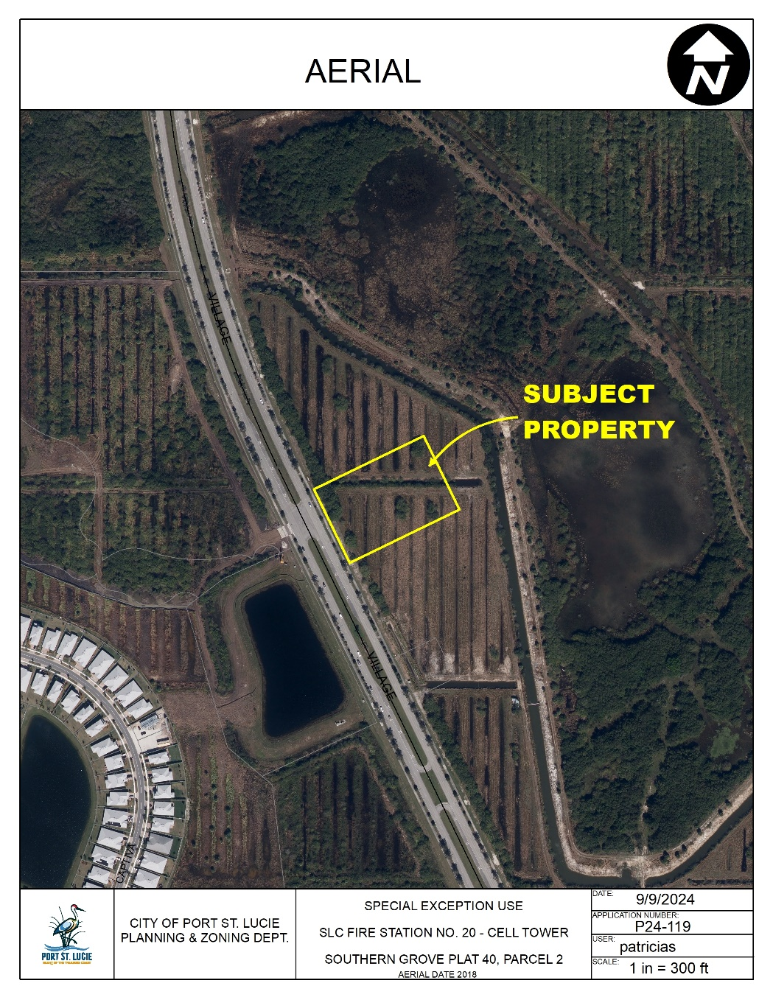 AERIAL
N
VILLAGE
SUBJECT
PROPERTY
VILLAGE
CAPTIVA
PORT ST. LUCIE
CITY OF PORT ST. LUCIE
PLANNING & ZONING DEPT.
SPECIAL EXCEPTION USE
SLC FIRE STATION NO. 20 - CELL TOWER
SOUTHERN GROVE PLAT 40, PARCEL 2
AERIAL DATE 2018
DATE: 9/9/2024
APPLICATION NUMBER:
P24-119
USER:
patricias
SCALE: 1 in = 300 ft